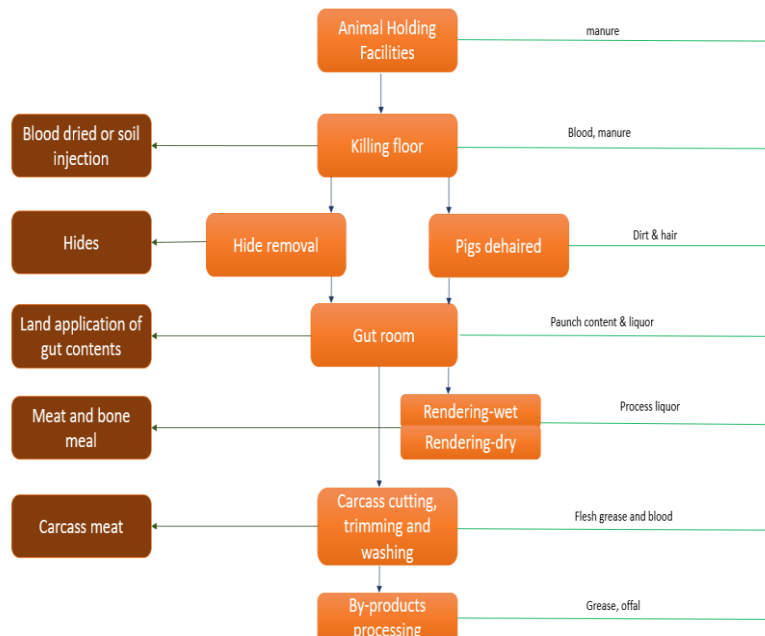 Animal Holding
Facilities
manure
Blood dried or soil
injection
Killing floor
Blood, manure
Hides
Hide removal
Pigs dehaired
Dirt & hair
Land application of
gut contents
Gut room
Paunch content & liquor
Meat and bone
meal
Rendering-wet
Rendering-dry
Process liquor
Carcass meat
Carcass cutting,
trimming and
washing
Flesh grease and blood
By-products
processing
Grease, offal